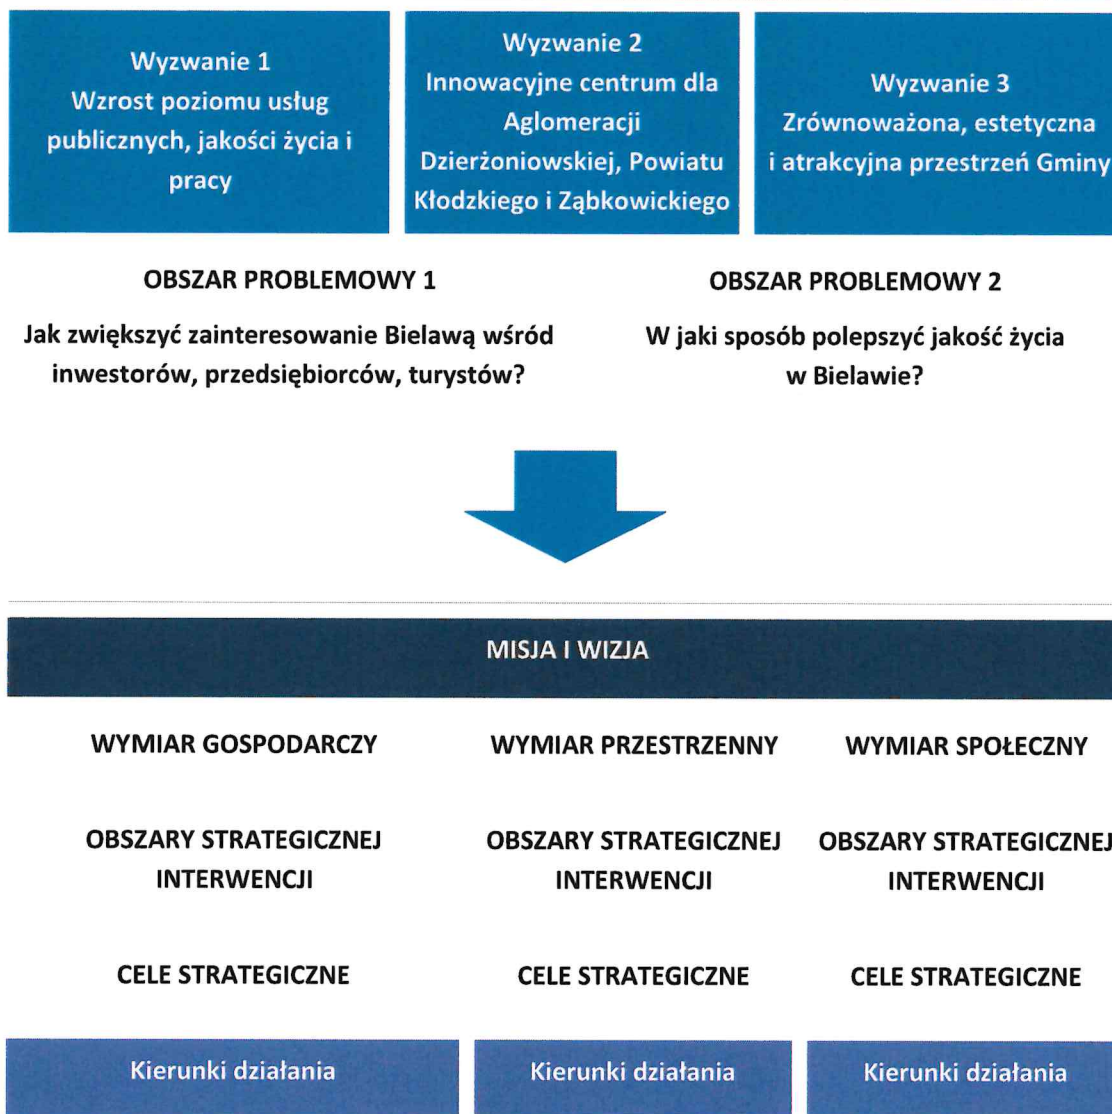 Wyzwanie 1
Wzrost poziomu usług
publicznych, jakości życia i
pracy
Wyzwanie 2
Innowacyjne centrum dla
Aglomeracji
Dzierżoniowskiej, Powiatu
Kłodzkiego i Ząbkowickiego
Wyzwanie 3
Zrównoważona, estetyczna
i atrakcyjna przestrzeń Gminy
OBSZAR PROBLEMOWY 1
Jak zwiększyć zainteresowanie Bielawą wśród
inwestorów, przedsiębiorców, turystów?
OBSZAR PROBLEMOWY 2
W jaki sposób polepszyć jakość życia
w Bielawie?
MISJA I WIZJA
WYMIAR GOSPODARCZY
WYMIAR PRZESTRZENNY
WYMIAR SPOŁECZNY
OBSZARY STRATEGICZNEJ
INTERWENCJI
OBSZARY STRATEGICZNEJ
INTERWENCJI
OBSZARY STRATEGICZNEJ
INTERWENCJI
CELE STRATEGICZNE
CELE STRATEGICZNE
CELE STRATEGICZNE
Kierunki działania
Kierunki działania
Kierunki działania